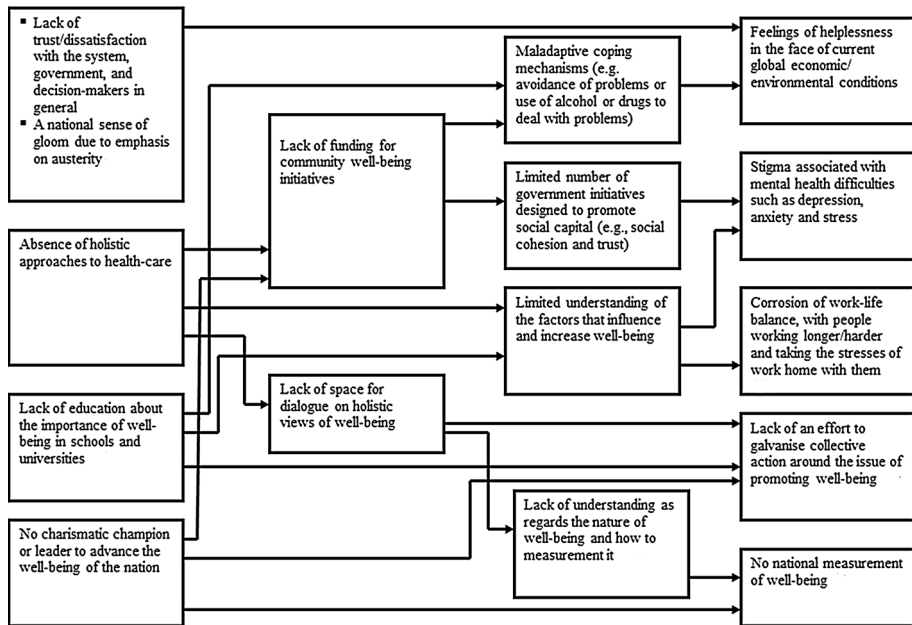 ▪ Lack of
trust/dissatisfaction
with the system,
government, and
decision-makers in
general
▪ A national sense of
gloom due to emphasis
on austerity
Absence of holistic
approaches to health-care
Lack of education about
the importance of well-
being in schools and
universities
No charismatic champion
or leader to advance the
well-being of the nation
Lack of funding for
community well-being
initiatives
Lack of space for
dialogue on holistic
views of well-being
Maladaptive coping
mechanisms (e.g.
avoidance of problems or
use of alcohol or drugs to
deal with problems)
Limited number of
government initiatives
designed to promote
social capital (e.g., social
cohesion and trust)
Limited understanding of
the factors that influence
and increase well-being
Lack of understanding as
regards the nature of
well-being and how to
measurement it
Feelings of helplessness
in the face of current
global economic/
environmental conditions
Stigma associated with
mental health difficulties
such as depression,
anxiety and stress
Corrosion of work-life
balance, with people
working longer/harder
and taking the stresses of
work home with them
Lack of an effort to
galvanise collective
action around the issue of
promoting well-being
No national measurement
of well-being